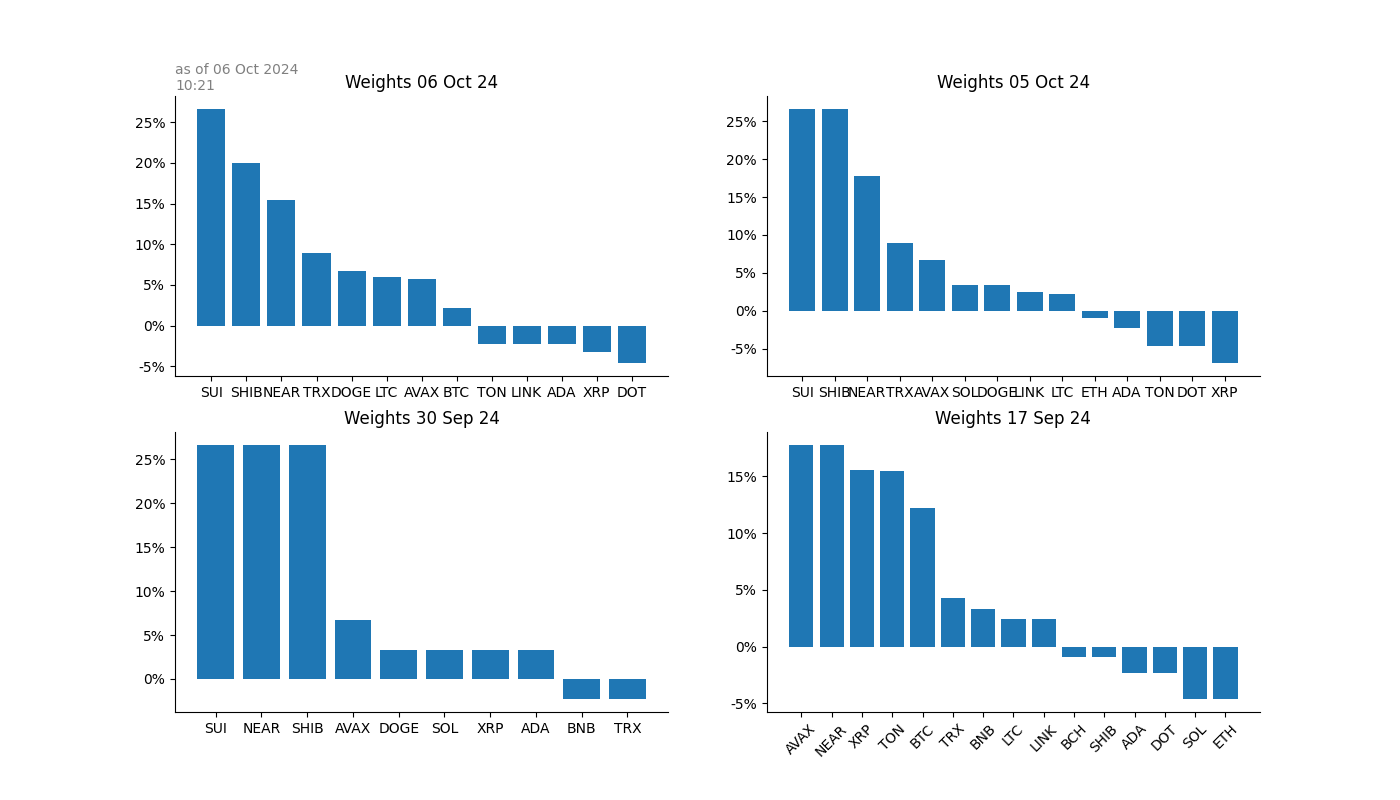 as of 06 Oct 2024
10:21
Weights 06 Oct 24
25%
20%
15%
10%
5%
0%
-5%
SUI SHIB NEAR TRX DOGE LTC AVAX BTC TON LINK ADA XRP DOT
Weights 05 Oct 24
25%
20%
15%
10%
5%
0%
-5%
SUI SHIB NEAR TRX AVAX SOL DOGE LINK LTC ETH ADA TON DOT XRP
Weights 30 Sep 24
25%
20%
15%
10%
5%
0%
SUI NEAR SHIB AVAX DOGE SOL XRP ADA BNB TRX
Weights 17 Sep 24
15%
10%
5%
0%
-5%
AVAX NEAR XRP TON BTC TRX BNB LTC LINK BCH SHIB ADA DOT SOL ETH